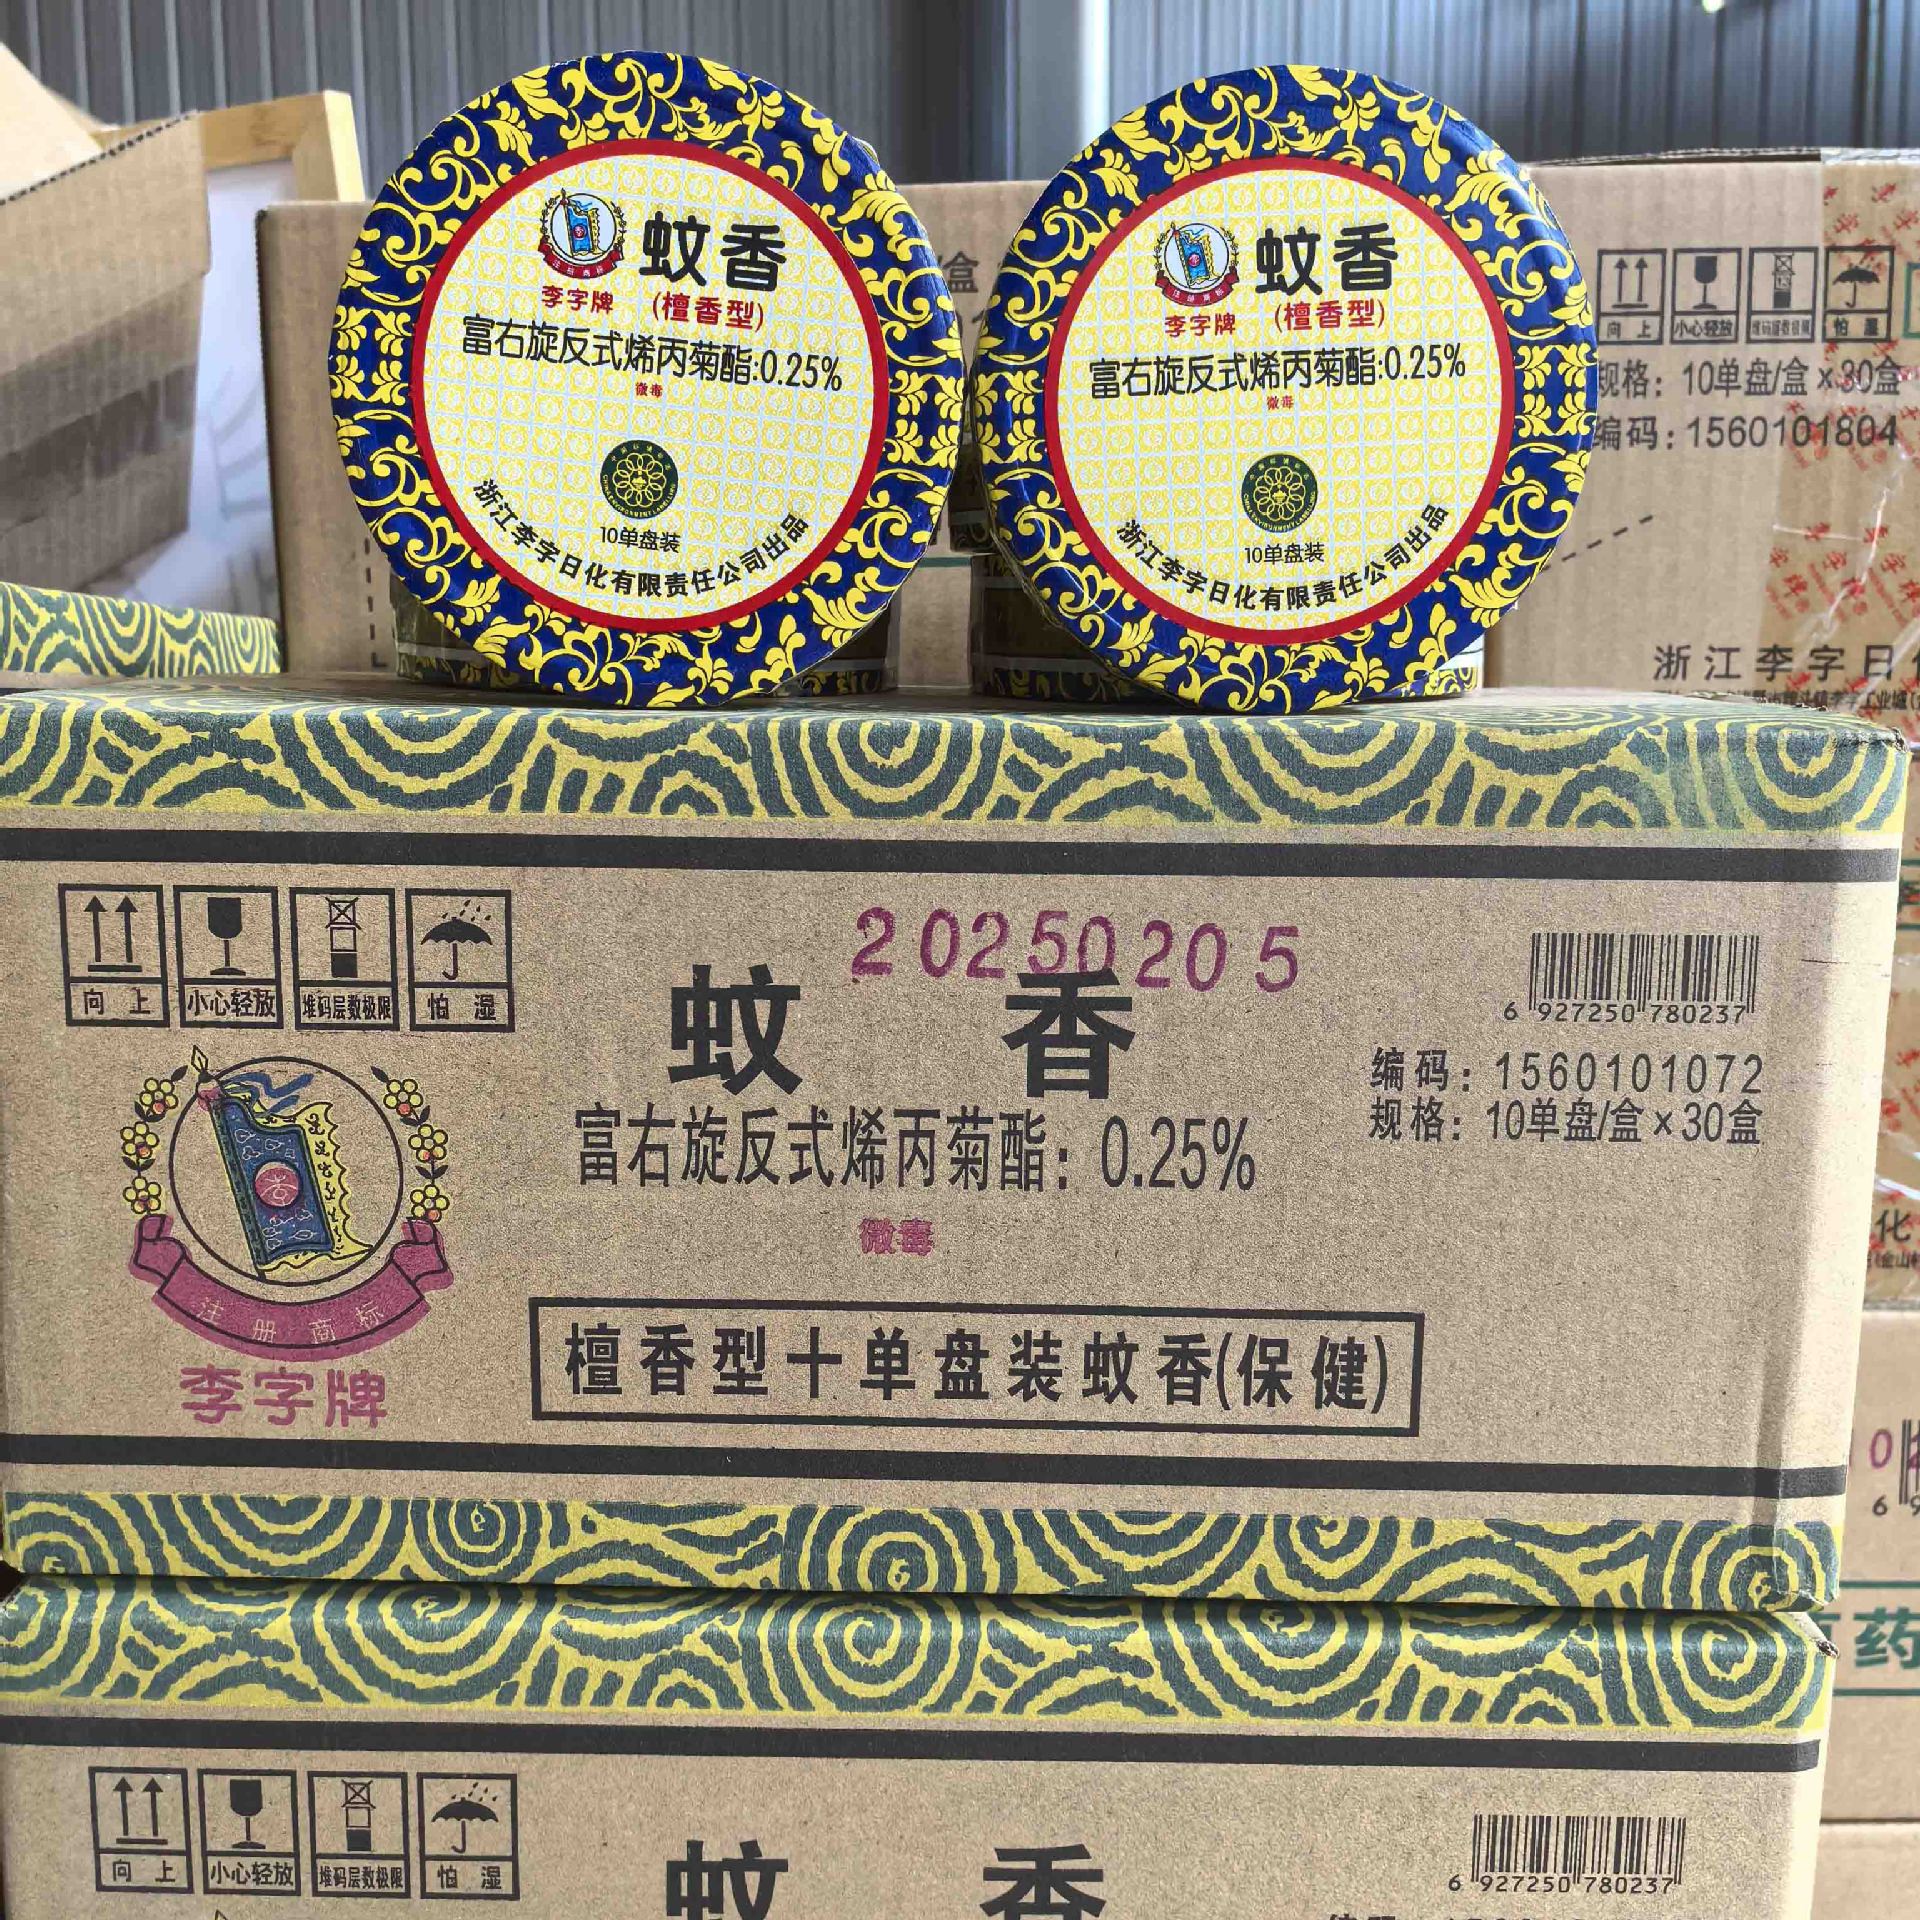 蚊香
李字牌
(檀香型)
富右旋反式烯丙菊酯:0.25%
微毒
10单盘装
浙江李字日化有限责任公司出品
蚊香
李字牌
(檀香型)
富右旋反式烯丙菊酯:0.25%
微毒
10单盘装
浙江李字日化有限责任公司出品
盒
向上
小心轻放
堆码层数极限
怕湿
规格：10单盘/盒×30盒
编码：1560101804
浙江李字日
向上
小心轻放
堆码层数极限
怕湿
20250205
蚊香
6 927250 780237
编码：1560101072
规格：10单盘/盒×30盒
富右旋反式烯丙菊酯：0.25%
微毒
注册商标
李字牌
檀香型十单盘装蚊香(保健)
化
药
向上
小心轻放
堆码层数极限
怕湿
蚊香
6 927250 780237